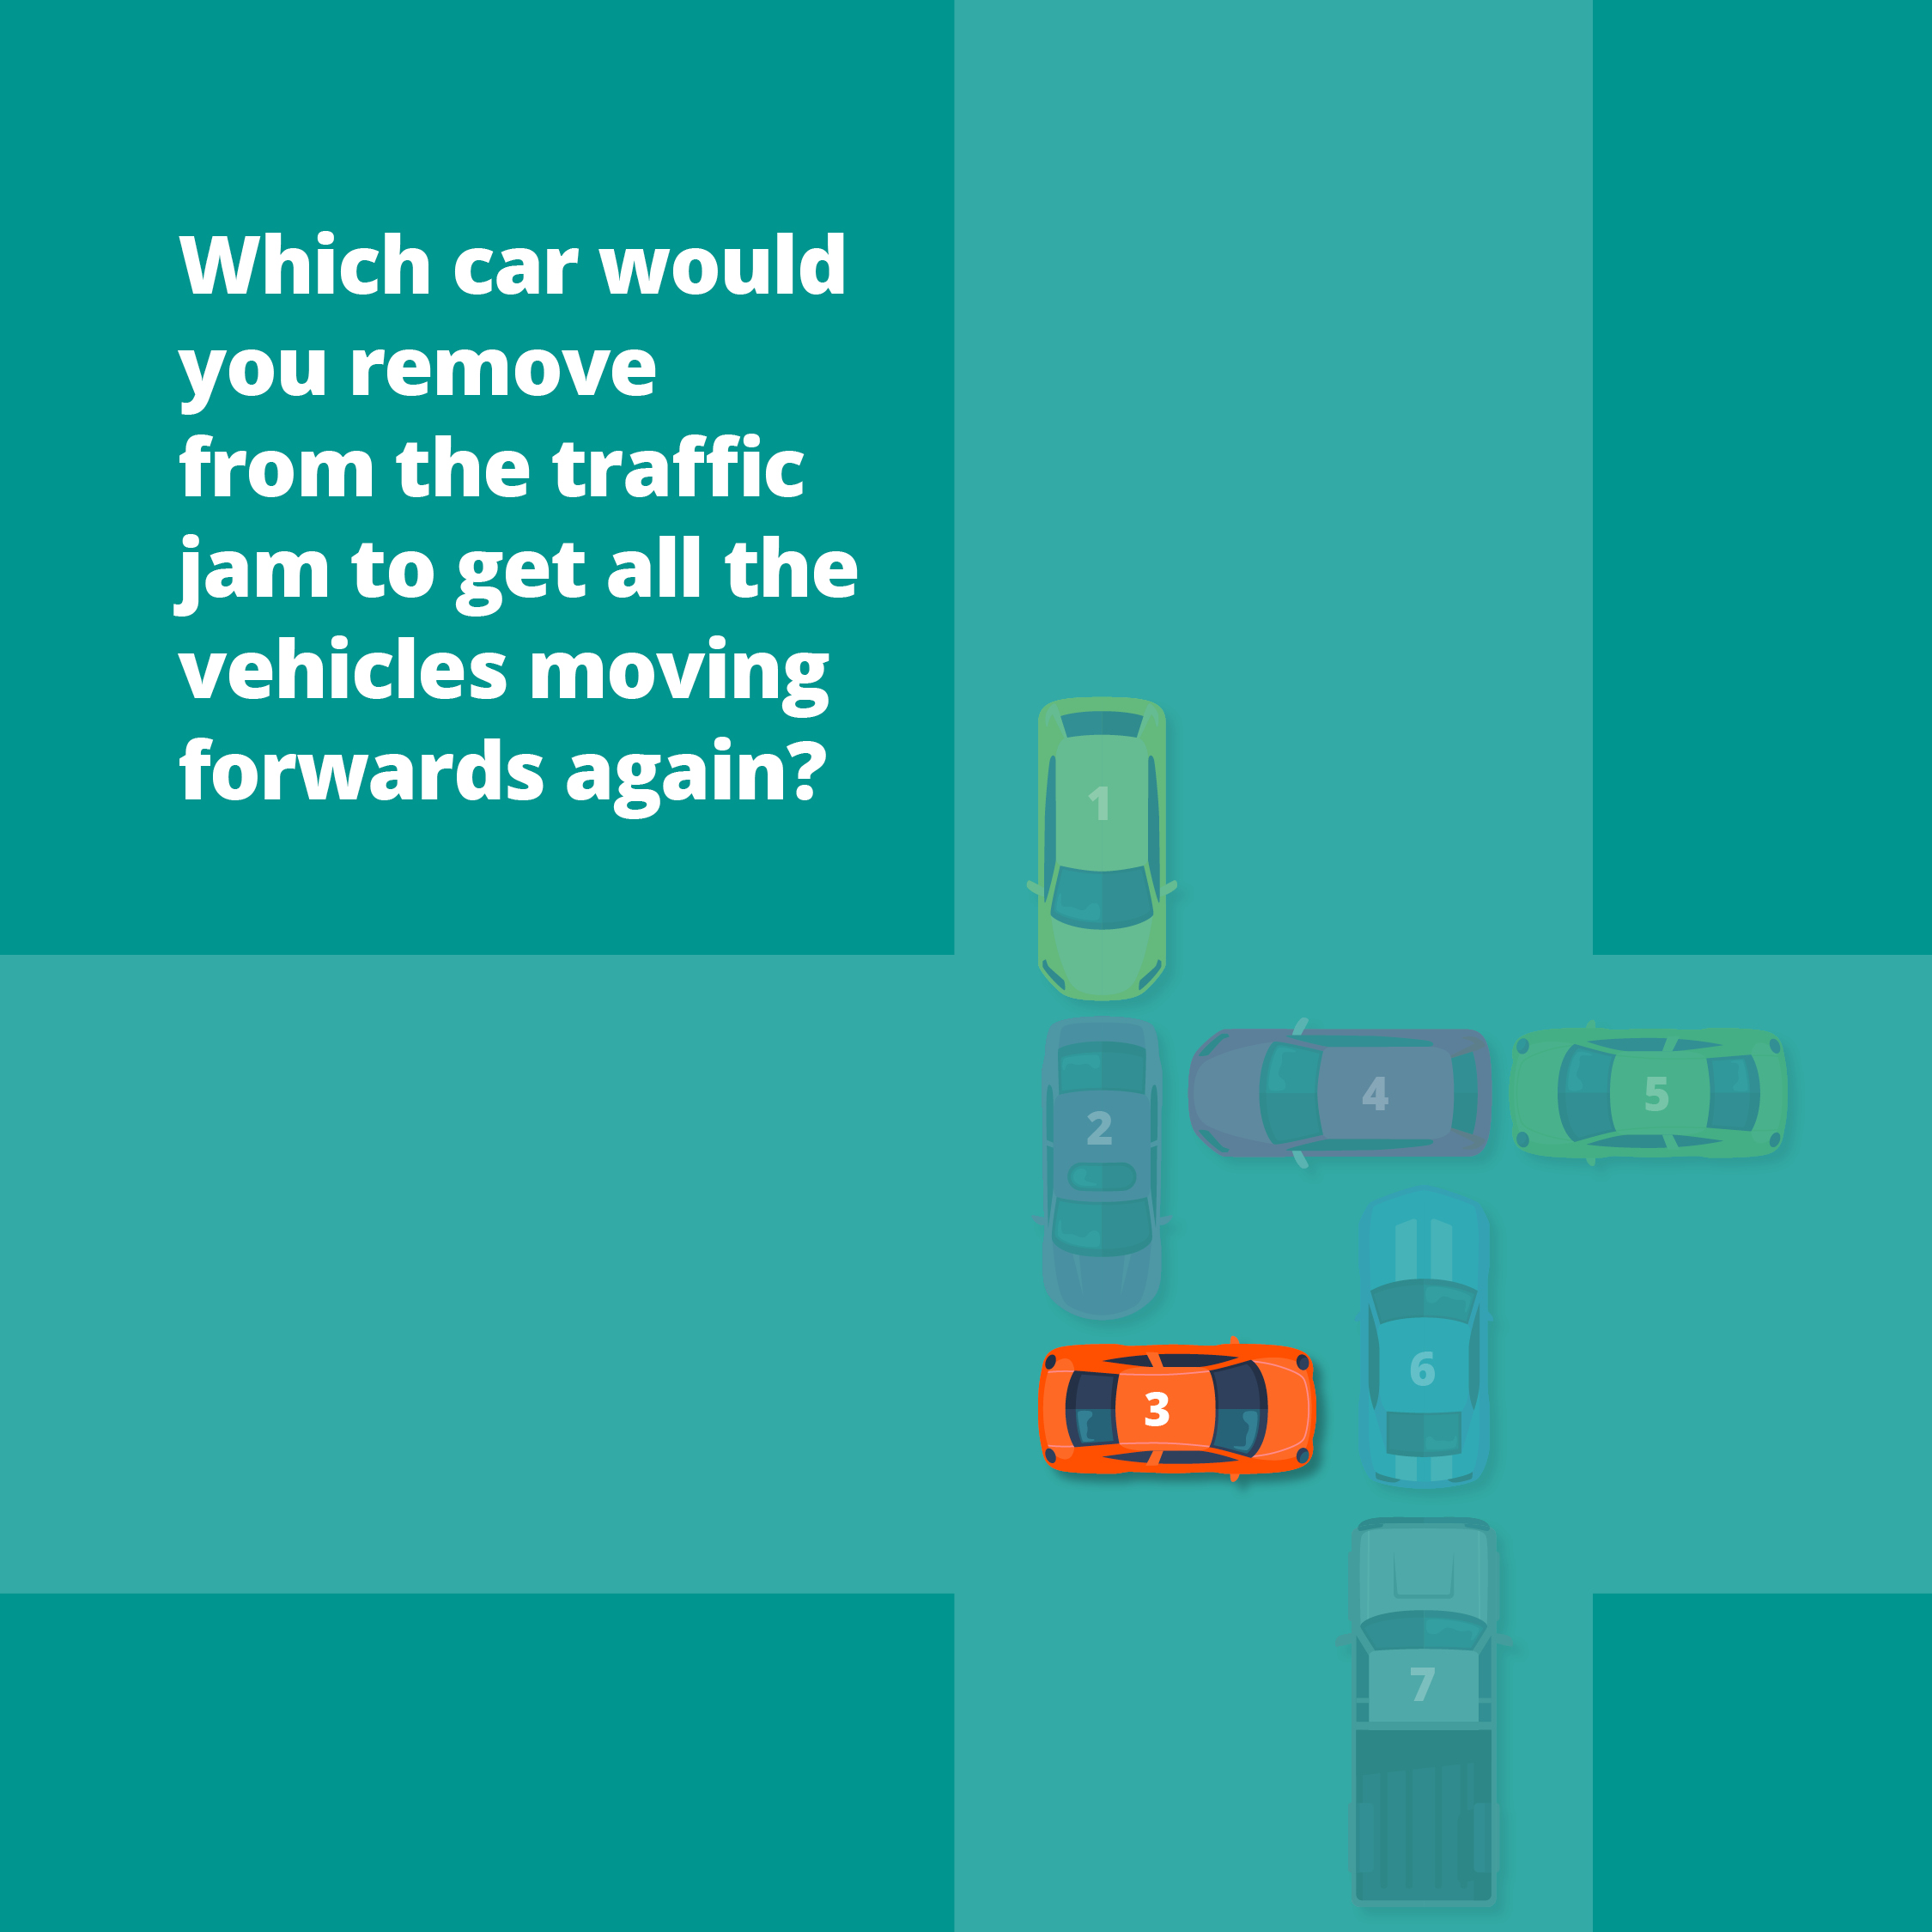 Which car would
you remove
from the traffic
jam to get all the
vehicles moving
forwards again?
1
2
4
5
6
3
7